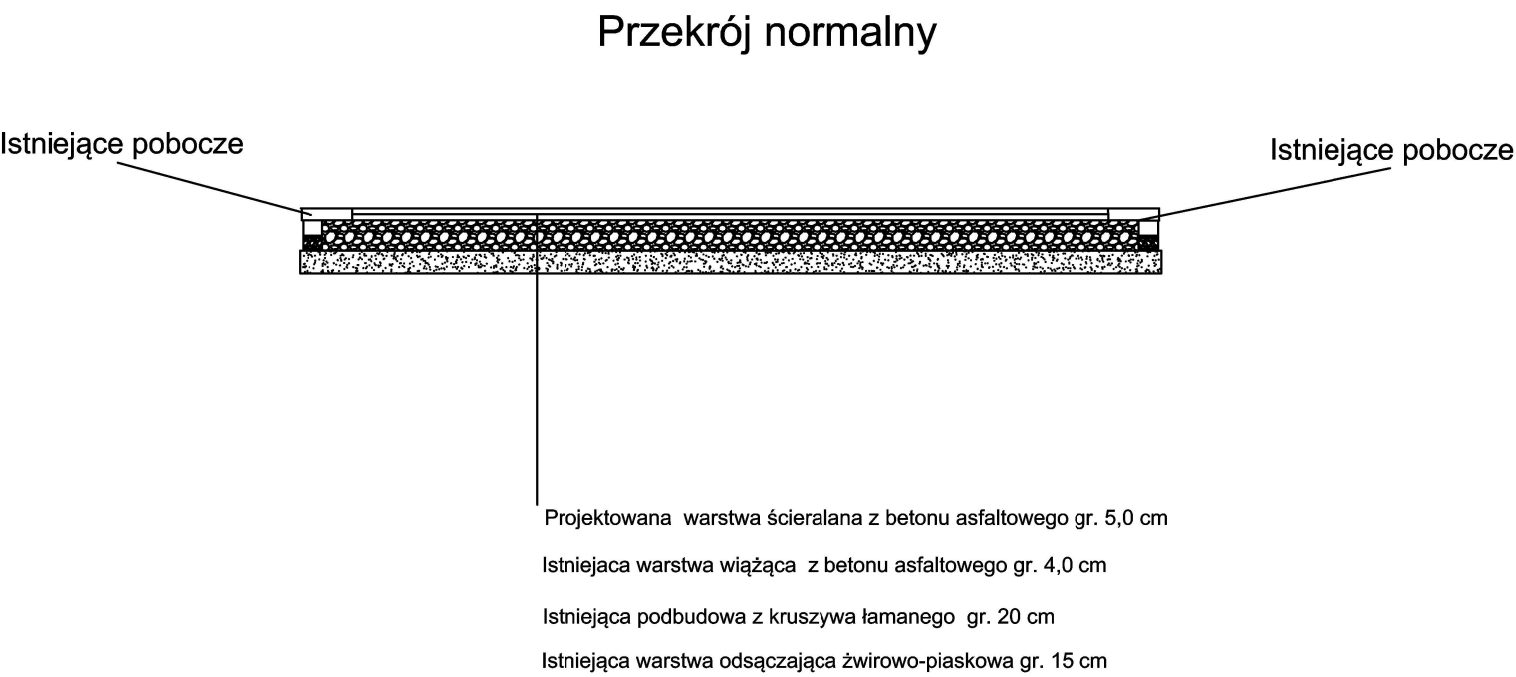 Przekrój normalny
Istniejące pobocze
Istniejące pobocze
Projektowana warstwa ścieralana z betonu asfaltowego gr. 5,0 cm
Istniejaca warstwa wiążąca z betonu asfaltowego gr. 4,0 cm
Istniejąca podbudowa z kruszywa łamanego gr. 20 cm
Istniejąca warstwa odsączająca żwirowo-piaskowa gr. 15 cm